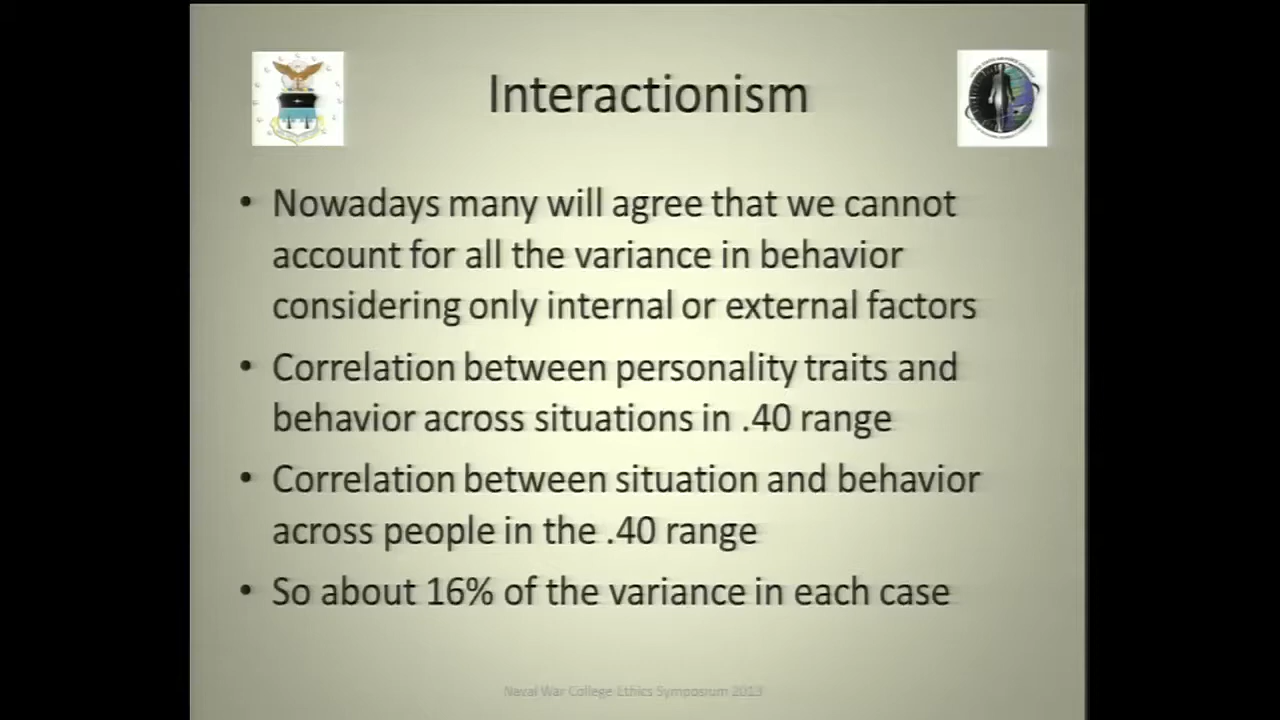 Interactionism
• Nowadays many will agree that we cannot
account for all the variance in behavior
considering only internal or external factors
• Correlation between personality traits and
behavior across situations in .40 range
• Correlation between situation and behavior
across people in the .40 range
• So about 16% of the variance in each case
Naval War College Ethics Symposium 2013